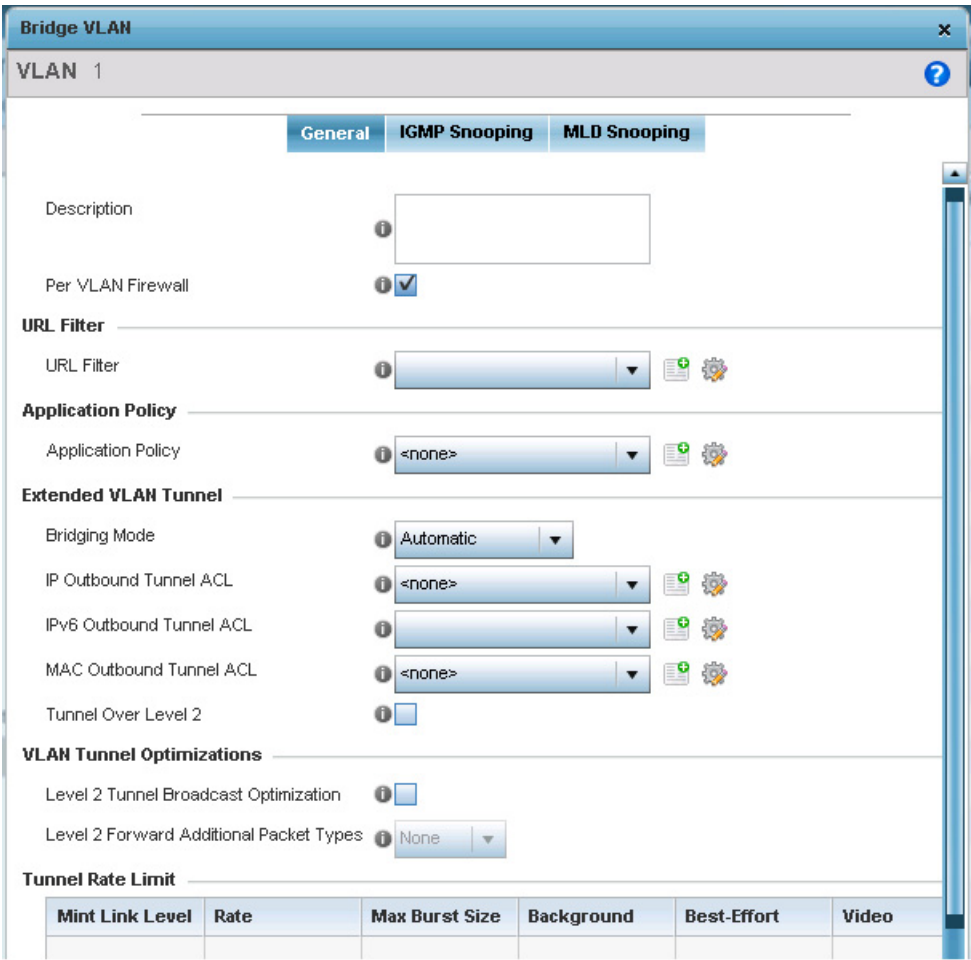 Bridge VLAN
VLAN 1
General IGMP Snooping MLD Snooping
Description
Per VLAN Firewall
URL Filter
URL Filter
Application Policy
Application Policy <none>
Extended VLAN Tunnel
Bridging Mode Automatic
IP Outbound Tunnel ACL <none>
IPv6 Outbound Tunnel ACL
MAC Outbound Tunnel ACL <none>
Tunnel Over Level 2
VLAN Tunnel Optimizations
Level 2 Tunnel Broadcast Optimization
Level 2 Forward Additional Packet Types None
Tunnel Rate Limit
Mint Link Level Rate Max Burst Size Background Best-Effort Video